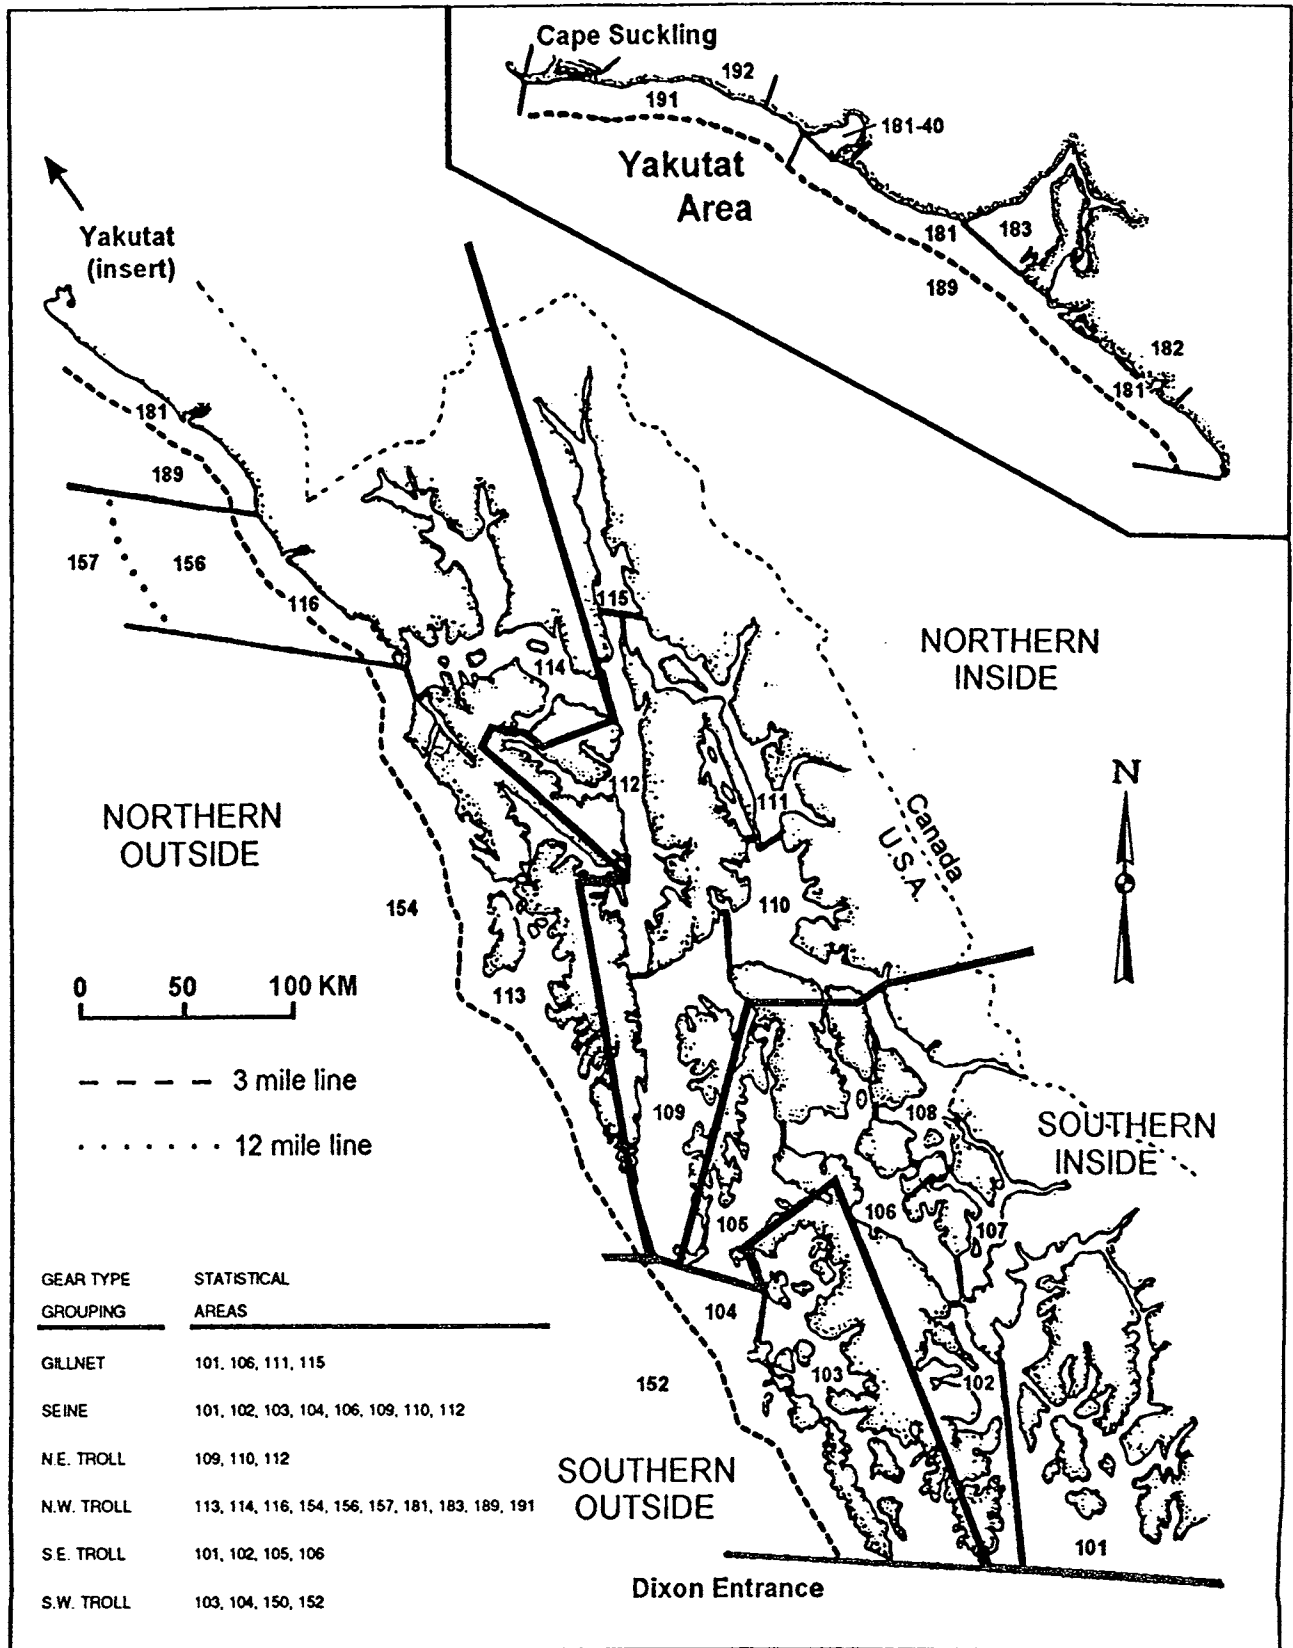 Cape Suckling
192
191
181-40
Yakutat
Area
183
181
189
182
181
Yakutat
(insert)
181
189
157
156
116
115
114
NORTHERN
INSIDE
112
111
NORTHERN
OUTSIDE
Canada
U.S.A.
N
154
110
113
0 50 100 KM
3 mile line
12 mile line
109
108
SOUTHERN
INSIDE
105
106
107
104
103
102
152
SOUTHERN
OUTSIDE
101
Dixon Entrance
GEAR TYPE STATISTICAL
GROUPING AREAS
GILLNET 101, 106, 111, 115
SEINE 101, 102, 103, 104, 106, 109, 110, 112
N.E. TROLL 109, 110, 112
N.W. TROLL 113, 114, 116, 154, 156, 157, 181, 183, 189, 191
S.E. TROLL 101, 102, 105, 106
S.W. TROLL 103, 104, 150, 152